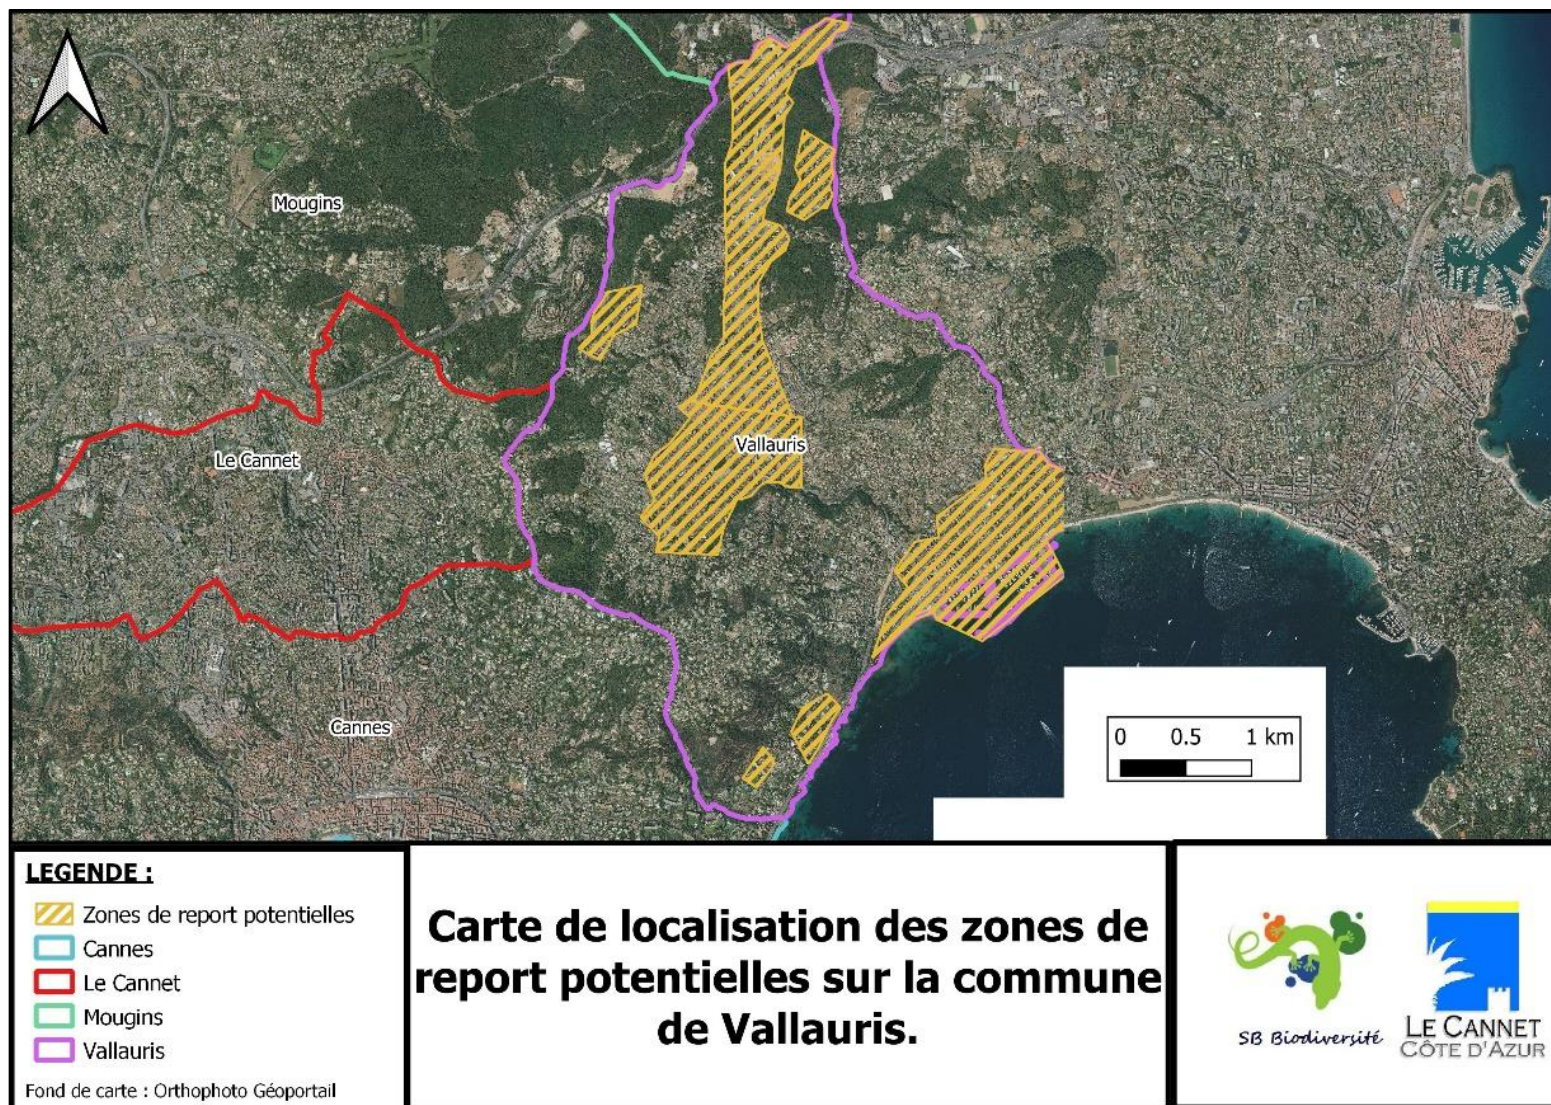 Mougins
Le Cannet
Vallauris
Cannes
0 0.5 1 km
LEGENDE :
Zones de report potentielles
Cannes
Le Cannet
Mougins
Vallauris
Fond de carte : Orthophoto Géoportail
Carte de localisation des zones de
report potentielles sur la commune
de Vallauris.
SB Biodiversité
LE CANNET
CÔTE D'AZUR